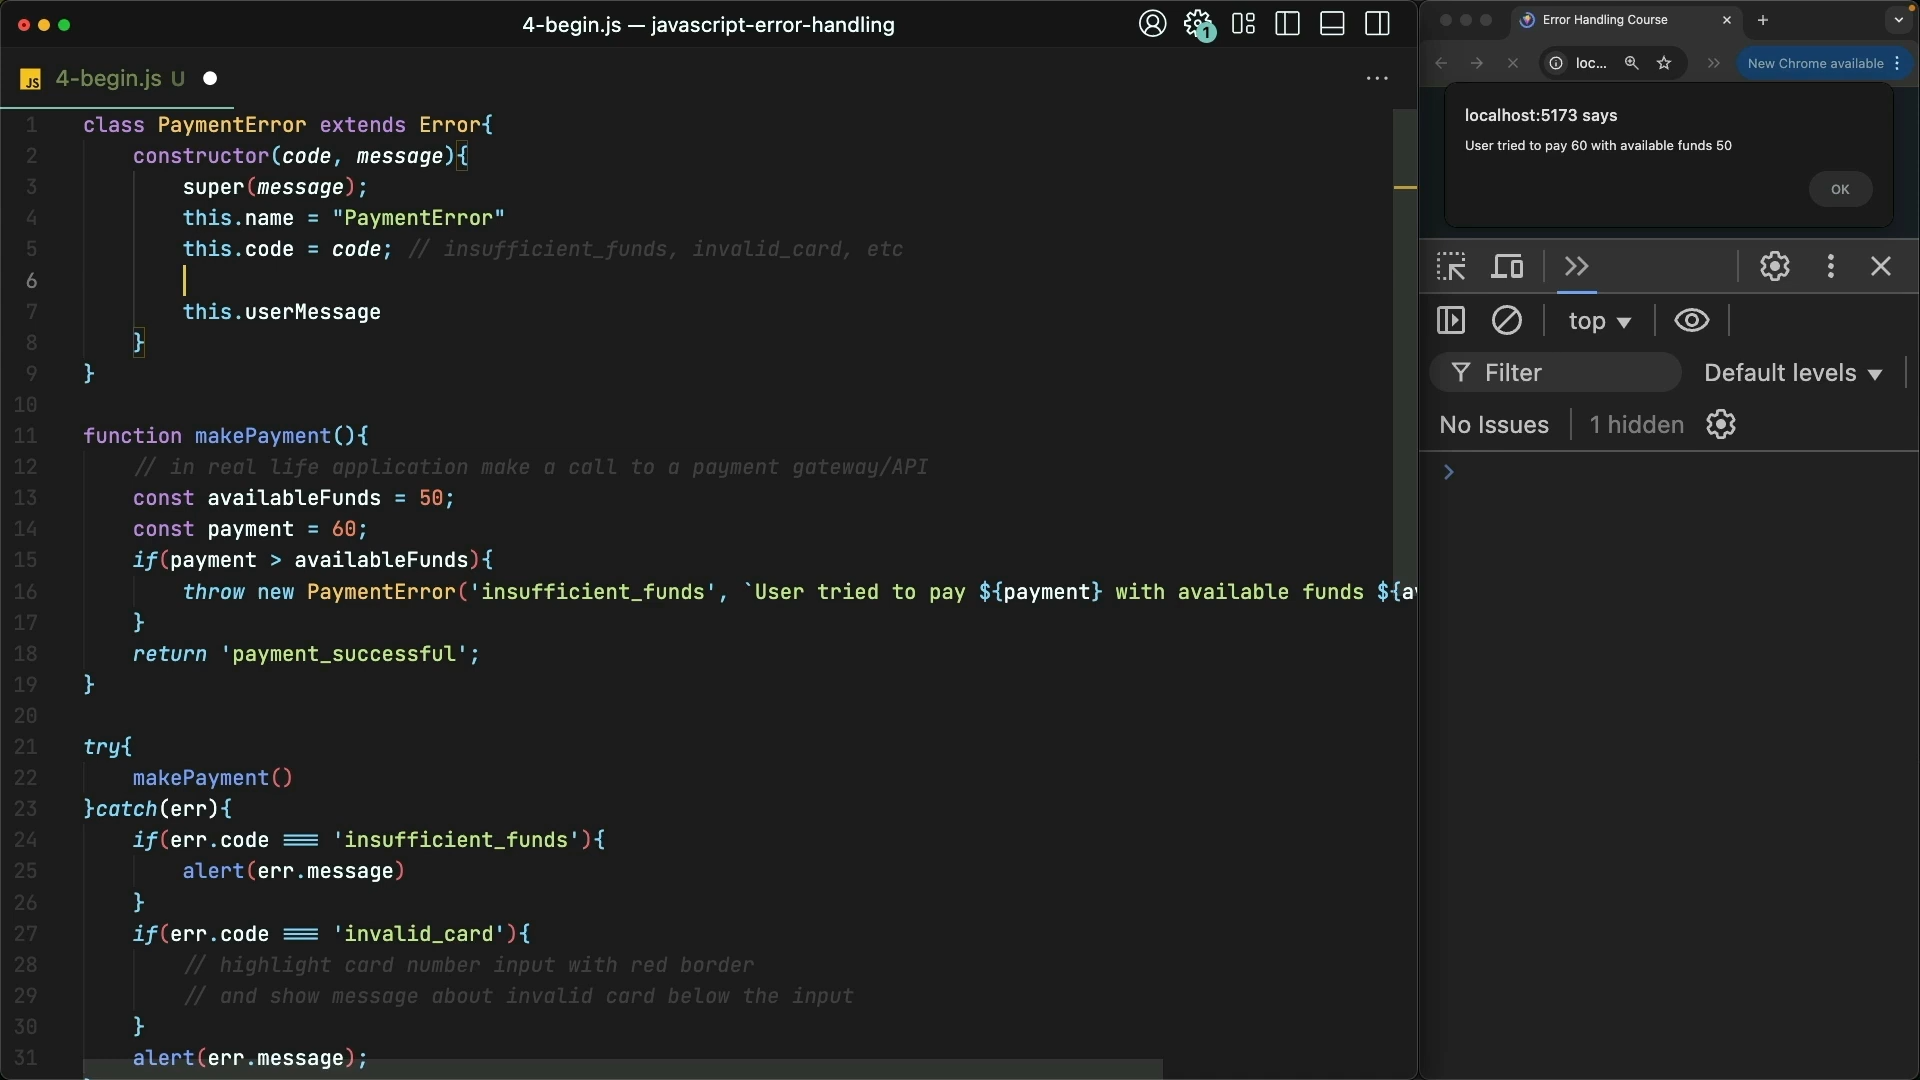 4-begin.js — javascript-error-handling
1
JS 4-begin.js U
1 class PaymentError extends Error{
2 constructor(code, message){
3 super(message);
4 this.name = "PaymentError"
5 this.code = code; // insufficient_funds, invalid_card, etc
6
7 this.userMessage
8 }
9 }
10
11 function makePayment(){
12 // in real life application make a call to a payment gateway/API
13 const availableFunds = 50;
14 const payment = 60;
15 if(payment > availableFunds){
16 throw new PaymentError('insufficient_funds', `User tried to pay ${payment} with available funds ${av
17 }
18 return 'payment_successful';
19 }
20
21 try{
22 makePayment()
23 }catch(err){
24 if(err.code === 'insufficient_funds'){
25 alert(err.message)
26 }
27 if(err.code === 'invalid_card'){
28 // highlight card number input with red border
29 // and show message about invalid card below the input
30 }
31 alert(err.message);
Error Handling Course
loc...
New Chrome available
localhost:5173 says
User tried to pay 60 with available funds 50
OK
top
Filter
Default levels
No Issues
1 hidden